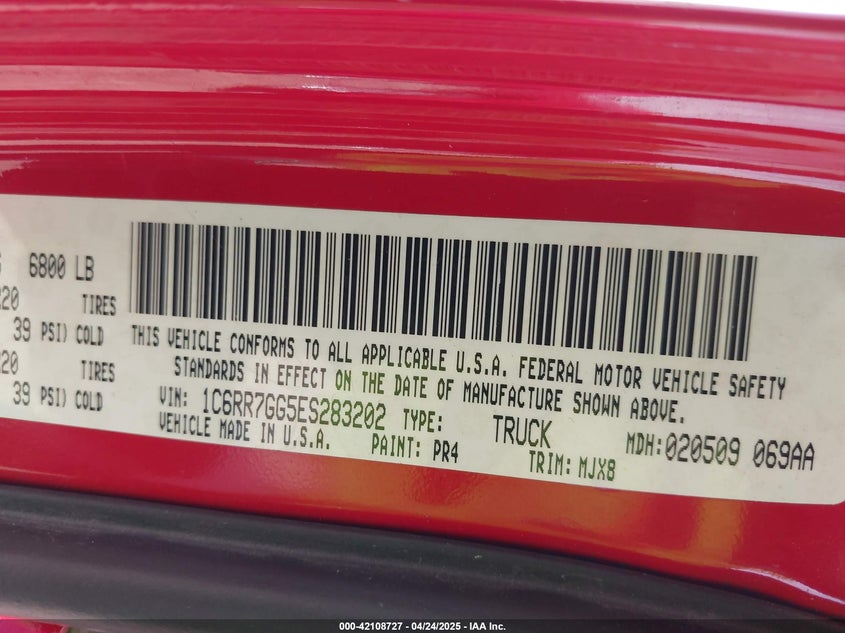 6800 LB
TIRES
39 PSI) COLD
TIRES
39 PSI) COLD
THIS VEHICLE CONFORMS TO ALL APPLICABLE U.S.A. FEDERAL MOTOR VEHICLE SAFETY
STANDARDS IN EFFECT ON THE DATE OF MANUFACTURE SHOWN ABOVE.
VIN: 1C6RR7GG5ES283202 TYPE: TRUCK MDH:020509 069AA
VEHICLE MADE IN U.S.A. PAINT: PR4 TRIM: MJX8
000-42108727 - 04/24/2025 - IAA Inc.